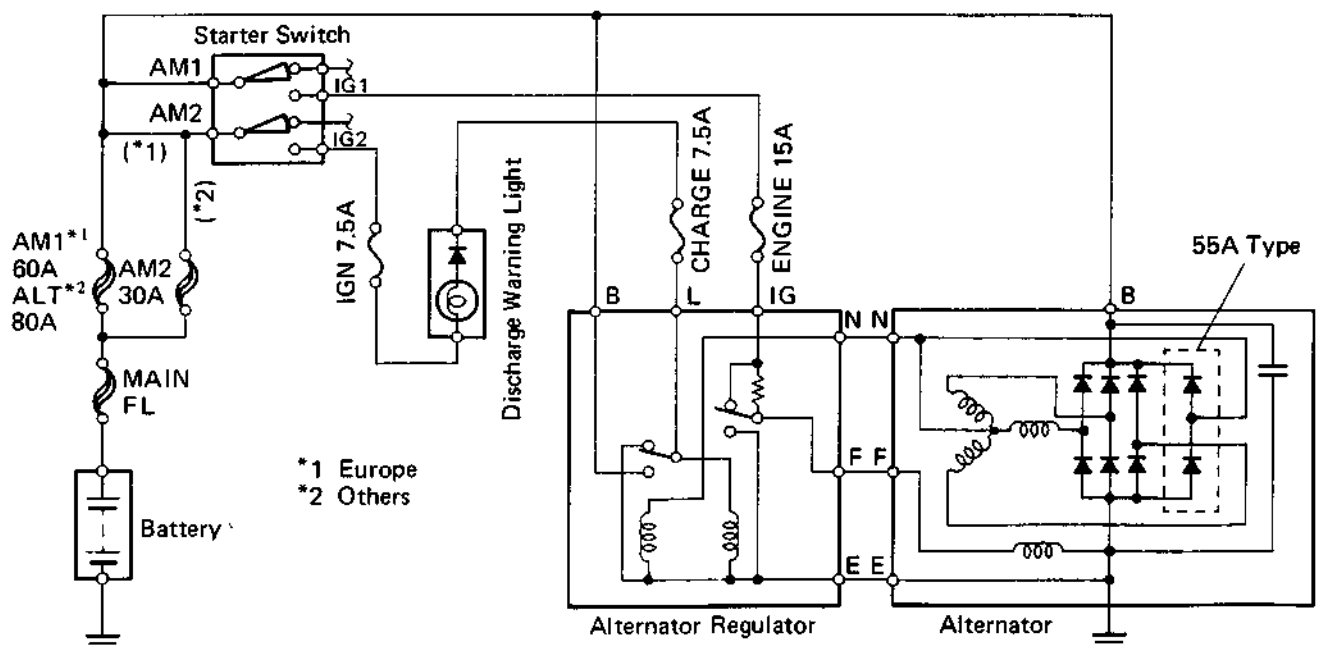 Starter Switch
AM1
IG1
AM2
IG2
(*1)
(*2)
AM1*1
60A
ALT*2
80A
AM2
30A
MAIN
FL
Battery
*1 Europe
*2 Others
IGN 7.5A
Discharge Warning Light
CHARGE 7.5A
ENGINE 15A
55A Type
B
L
IG
B
N
N
F
F
E
E
Alternator Regulator
Alternator